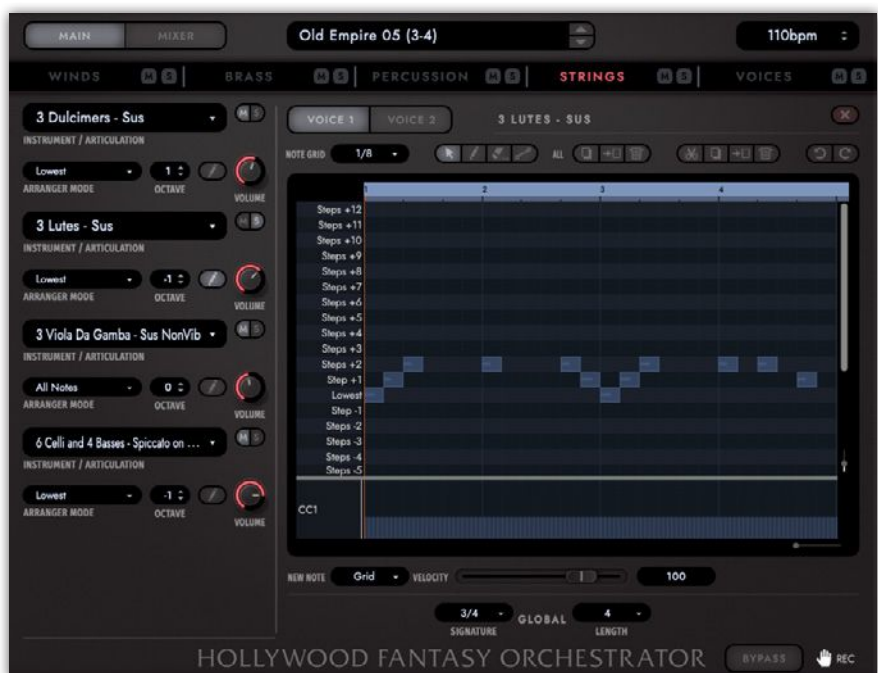 MAIN MIXER Old Empire 05 (3-4) 110bpm
WINDS M S BRASS M S PERCUSSION M S STRINGS M S VOICES M S
3 Dulcimers - Sus M S
INSTRUMENT / ARTICULATION
Lowest 1
ARRANGER MODE OCTAVE VOLUME
3 Lutes - Sus M S
INSTRUMENT / ARTICULATION
Lowest -1
ARRANGER MODE OCTAVE VOLUME
3 Viola Da Gamba - Sus NonVib M S
INSTRUMENT / ARTICULATION
All Notes 0
ARRANGER MODE OCTAVE VOLUME
6 Celli and 4 Basses - Spiccato on ... M S
INSTRUMENT / ARTICULATION
Lowest -1
ARRANGER MODE OCTAVE VOLUME
VOICE 1 VOICE 2 3 LUTES - SUS X
NOTE GRID 1/8 ALL
1 2 3 4
Steps +12
Steps +11
Steps +10
Steps +9
Steps +8
Steps +7
Steps +6
Steps +5
Steps +4
Steps +3
Steps +2
Step +1
Lowest
Step -1
Steps -2
Steps -3
Steps -4
Steps -5
CC1
NEW NOTE Grid VELOCITY 100
3/4 GLOBAL 4
SIGNATURE LENGTH
HOLLYWOOD FANTASY ORCHESTRATOR BYPASS REC